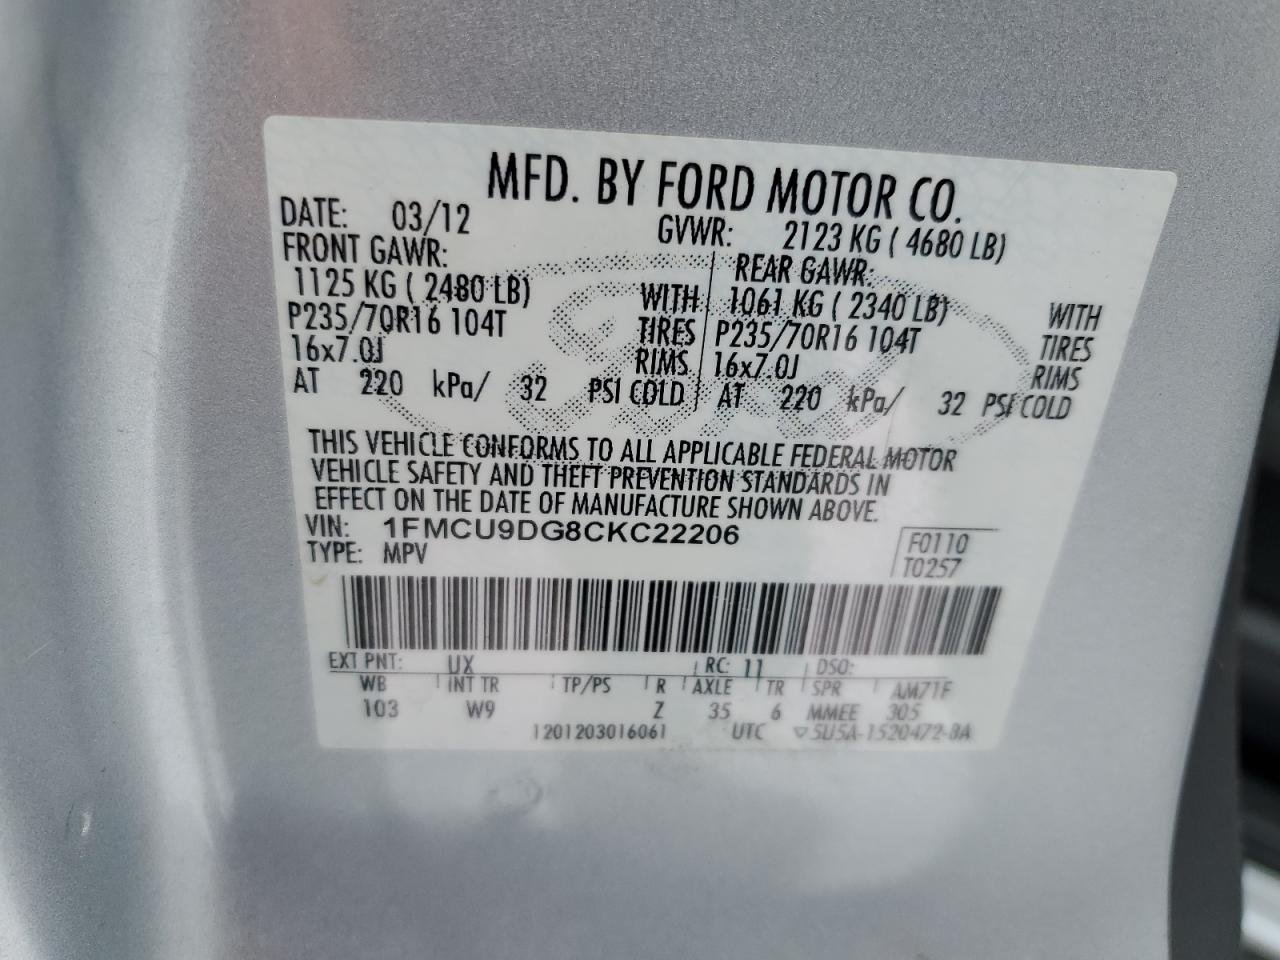 MFD. BY FORD MOTOR CO.
DATE: 03/12 GVWR: 2123 KG ( 4680 LB)
FRONT GAWR: REAR GAWR:
1125 KG ( 2480 LB) WITH 1061 KG ( 2340 LB) WITH
P235/70R16 104T TIRES P235/70R16 104T TIRES
16x7.0J RIMS 16x7.0J RIMS
AT 220 kPa/ 32 PSI COLD AT 220 kPa/ 32 PSI COLD
THIS VEHICLE CONFORMS TO ALL APPLICABLE FEDERAL MOTOR
VEHICLE SAFETY AND THEFT PREVENTION STANDARDS IN
EFFECT ON THE DATE OF MANUFACTURE SHOWN ABOVE.
VIN: 1FMCU9DG8CKC22206 F0110
TYPE: MPV T0257
EXT PNT: UX RC: 11 DSO:
WB INT TR TP/PS R AXLE TR SPR AM71F
103 W9 Z 35 6 MMEE 305
1201203016061 UTC ▽5U5A-1520472-BA